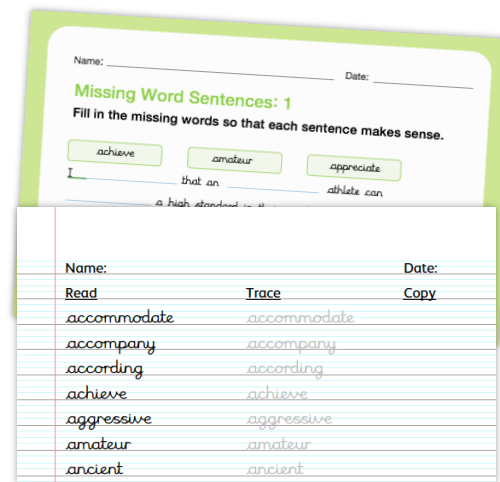 Name: Date:
Missing Word Sentences: 1
Fill in the missing words so that each sentence makes sense.
achieve amateur appreciate
I that an athlete can
a high standard in
Name: Date:
Read Trace Copy
accommodate accommodate
accompany accompany
according according
achieve achieve
aggressive aggressive
amateur amateur
ancient ancient